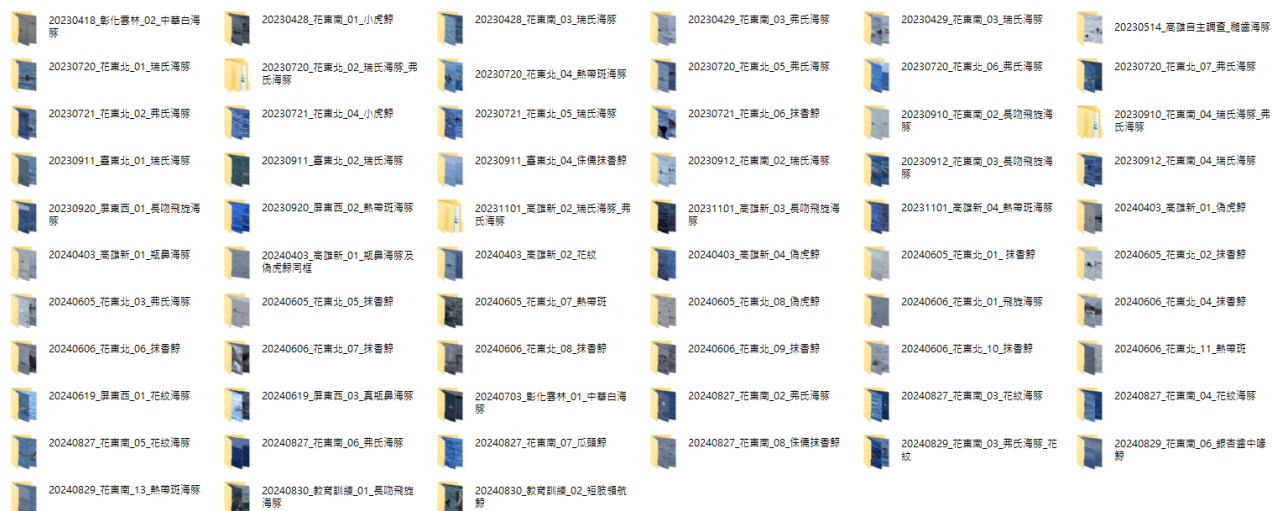 20230418_彰化雲林_02_中華白海
豚
20230428_花東南_01_小虎鯨
20230428_花東南_03_瑞氏海豚
20230429_花東南_03_弗氏海豚
20230429_花東南_03_瑞氏海豚
20230514_高雄自主調查_糙齒海豚
20230720_花東北_01_瑞氏海豚
20230720_花東北_02_瑞氏海豚_弗
氏海豚
20230720_花東北_04_熱帶斑海豚
20230720_花東北_05_弗氏海豚
20230720_花東北_06_弗氏海豚
20230720_花東北_07_弗氏海豚
20230721_花東北_02_弗氏海豚
20230721_花東北_04_小虎鯨
20230721_花東北_05_瑞氏海豚
20230721_花東北_06_抹香鯨
20230910_花東南_02_長吻飛旋海
豚
20230910_花東南_04_瑞氏海豚_弗
氏海豚
20230911_臺東北_01_瑞氏海豚
20230911_臺東北_02_瑞氏海豚
20230911_臺東北_04_侏儒抹香鯨
20230912_花東南_02_瑞氏海豚
20230912_花東南_03_長吻飛旋海
豚
20230912_花東南_04_瑞氏海豚
20230920_屏東西_01_長吻飛旋海
豚
20230920_屏東西_02_熱帶斑海豚
20231101_高雄新_02_瑞氏海豚_弗
氏海豚
20231101_高雄新_03_長吻飛旋海
豚
20231101_高雄新_04_熱帶斑海豚
20240403_高雄新_01_偽虎鯨
20240403_高雄新_01_瓶鼻海豚
20240403_高雄新_01_瓶鼻海豚及
偽虎鯨同框
20240403_高雄新_02_花紋
20240403_高雄新_04_偽虎鯨
20240605_花東北_01_抹香鯨
20240605_花東北_02_抹香鯨
20240605_花東北_03_弗氏海豚
20240605_花東北_05_抹香鯨
20240605_花東北_07_熱帶斑
20240605_花東北_08_偽虎鯨
20240606_花東北_01_飛旋海豚
20240606_花東北_04_抹香鯨
20240606_花東北_06_抹香鯨
20240606_花東北_07_抹香鯨
20240606_花東北_08_抹香鯨
20240606_花東北_09_抹香鯨
20240606_花東北_10_抹香鯨
20240606_花東北_11_熱帶斑
20240619_屏東西_01_花紋海豚
20240619_屏東西_03_真瓶鼻海豚
20240703_彰化雲林_01_中華白海
豚
20240827_花東南_02_弗氏海豚
20240827_花東南_03_花紋海豚
20240827_花東南_04_花紋海豚
20240827_花東南_05_花紋海豚
20240827_花東南_06_弗氏海豚
20240827_花東南_07_瓜頭鯨
20240827_花東南_08_侏儒抹香鯨
20240829_花東南_03_弗氏海豚_花
紋
20240829_花東南_06_銀杏齒中喙
鯨
20240829_花東南_13_熱帶斑海豚
20240830_教育訓練_01_長吻飛旋
海豚
20240830_教育訓練_02_短肢領航
鯨